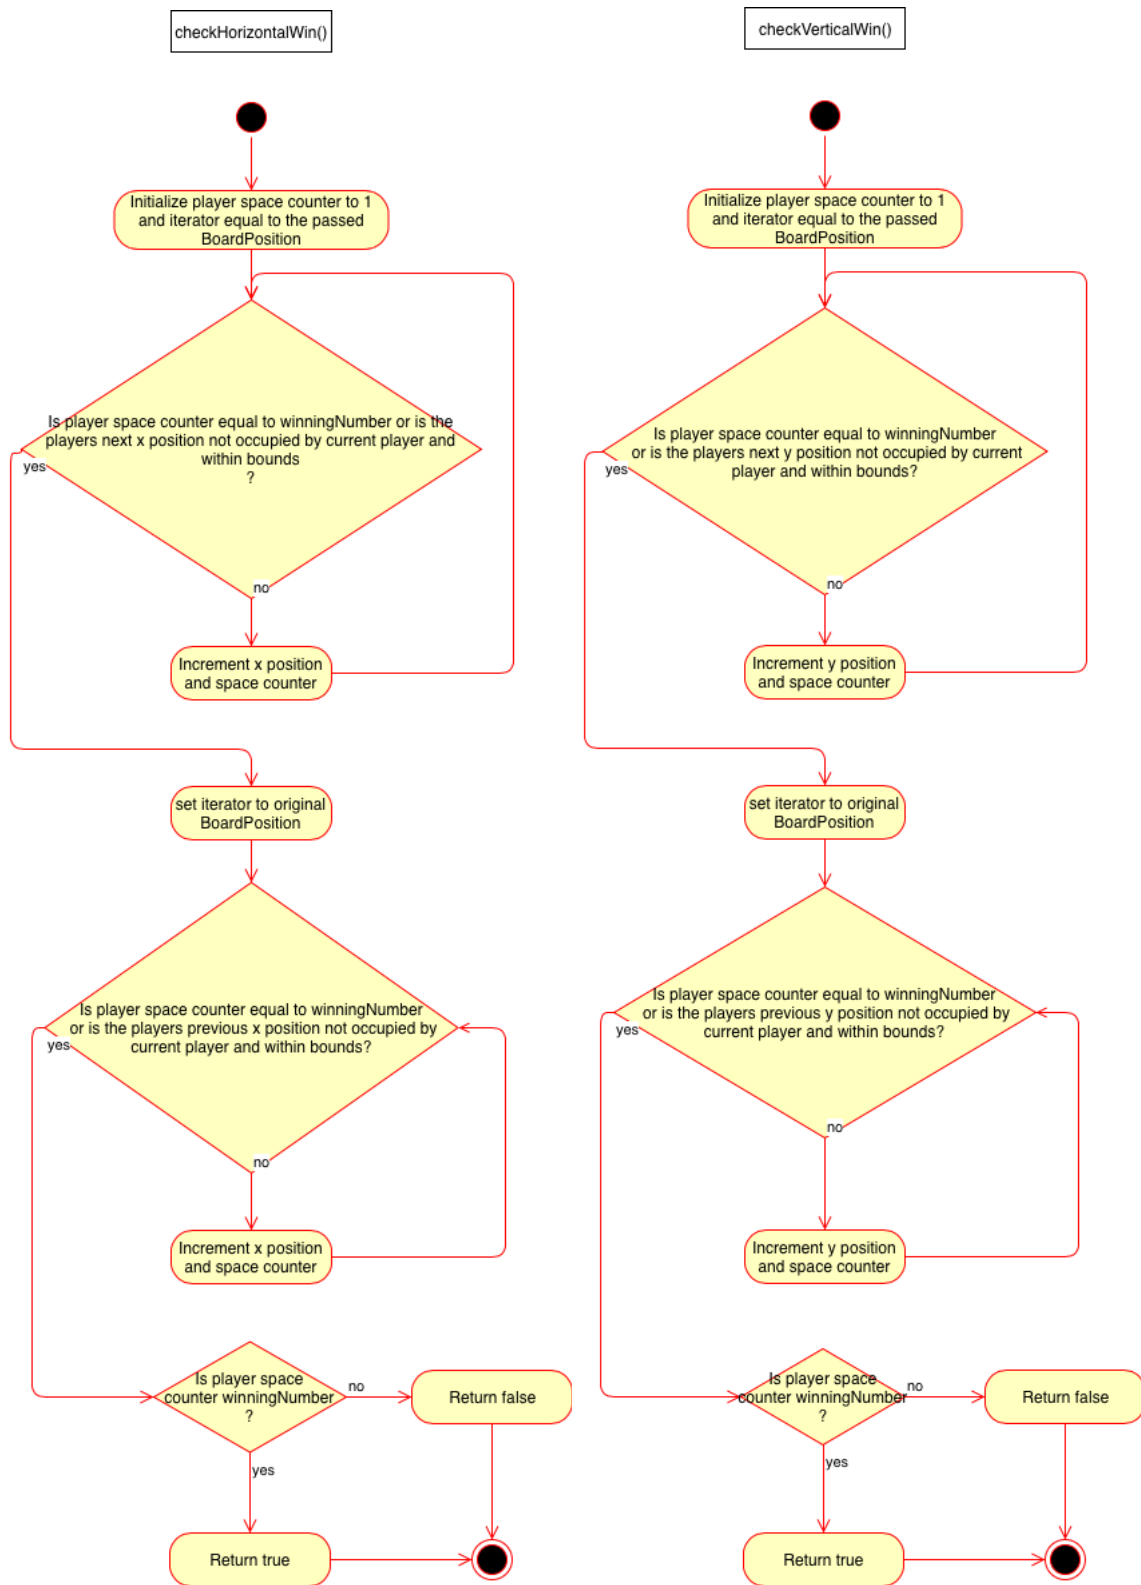 checkHorizontalWin()
Initialize player space counter to 1
and iterator equal to the passed
BoardPosition
Is player space counter equal to winningNumber or is the
players next x position not occupied by current player and
within bounds
?
yes
no
Increment x position
and space counter
set iterator to original
BoardPosition
Is player space counter equal to winningNumber
or is the players previous x position not occupied by
current player and within bounds?
yes
no
Increment x position
and space counter
Is player space
counter winningNumber
?
no
Return false
yes
Return true
checkVerticalWin()
Initialize player space counter to 1
and iterator equal to the passed
BoardPosition
Is player space counter equal to winningNumber
or is the players next y position not occupied by current
player and within bounds?
yes
no
Increment y position
and space counter
set iterator to original
BoardPosition
Is player space counter equal to winningNumber
or is the players previous y position not occupied by
current player and within bounds?
yes
no
Increment y position
and space counter
Is player space
counter winningNumber
?
no
Return false
yes
Return true